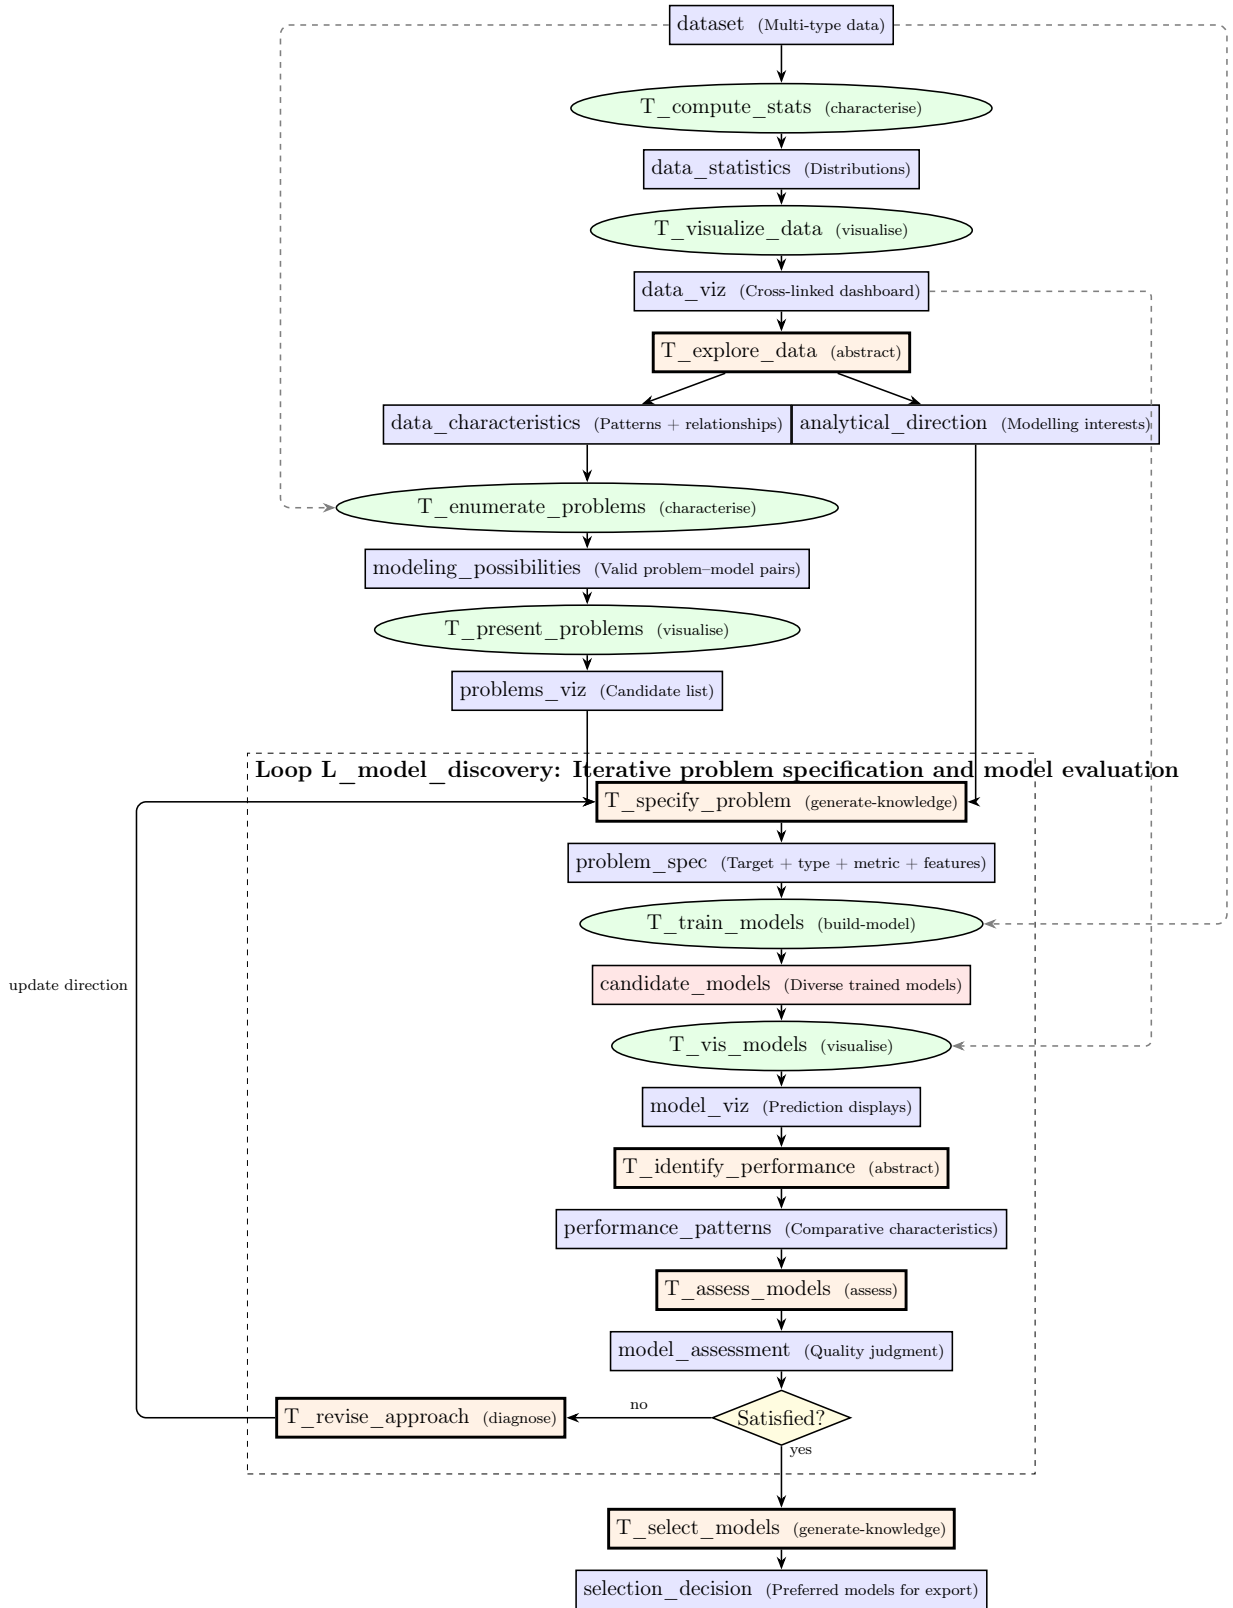 dataset (Multi-type data)
T_compute_stats (characterise)
data_statistics (Distributions)
T_visualize_data (visualise)
data_viz (Cross-linked dashboard)
T_explore_data (abstract)
data_characteristics (Patterns + relationships)
analytical_direction (Modelling interests)
T_enumerate_problems (characterise)
modeling_possibilities (Valid problem–model pairs)
T_present_problems (visualise)
problems_viz (Candidate list)
Loop L_model_discovery: Iterative problem specification and model evaluation
T_specify_problem (generate-knowledge)
problem_spec (Target + type + metric + features)
T_train_models (build-model)
update direction
candidate_models (Diverse trained models)
T_vis_models (visualise)
model_viz (Prediction displays)
T_identify_performance (abstract)
performance_patterns (Comparative characteristics)
T_assess_models (assess)
model_assessment (Quality judgment)
T_revise_approach (diagnose)
no
Satisfied?
yes
T_select_models (generate-knowledge)
selection_decision (Preferred models for export)